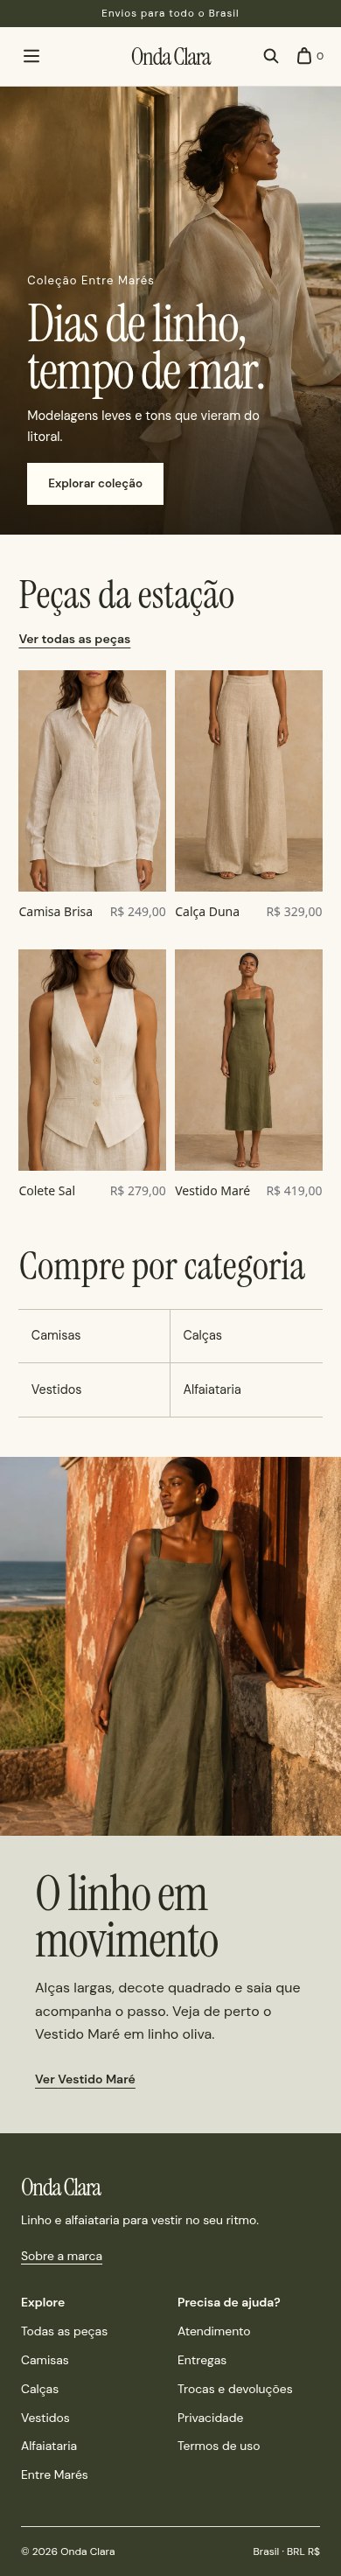 Envios para todo o Brasil
Onda Clara
0
Coleção Entre Marés
Dias de linho,
tempo de mar.
Modelagens leves e tons que vieram do
litoral.
Explorar coleção
Peças da estação
Ver todas as peças
Camisa Brisa R$ 249,00
Calça Duna R$ 329,00
Colete Sal R$ 279,00
Vestido Maré R$ 419,00
Compre por categoria
Camisas
Calças
Vestidos
Alfaiataria
O linho em
movimento
Alças largas, decote quadrado e saia que
acompanha o passo. Veja de perto o
Vestido Maré em linho oliva.
Ver Vestido Maré
Onda Clara
Linho e alfaiataria para vestir no seu ritmo.
Sobre a marca
Explore
Todas as peças
Camisas
Calças
Vestidos
Alfaiataria
Entre Marés
Precisa de ajuda?
Atendimento
Entregas
Trocas e devoluções
Privacidade
Termos de uso
© 2026 Onda Clara
Brasil · BRL R$